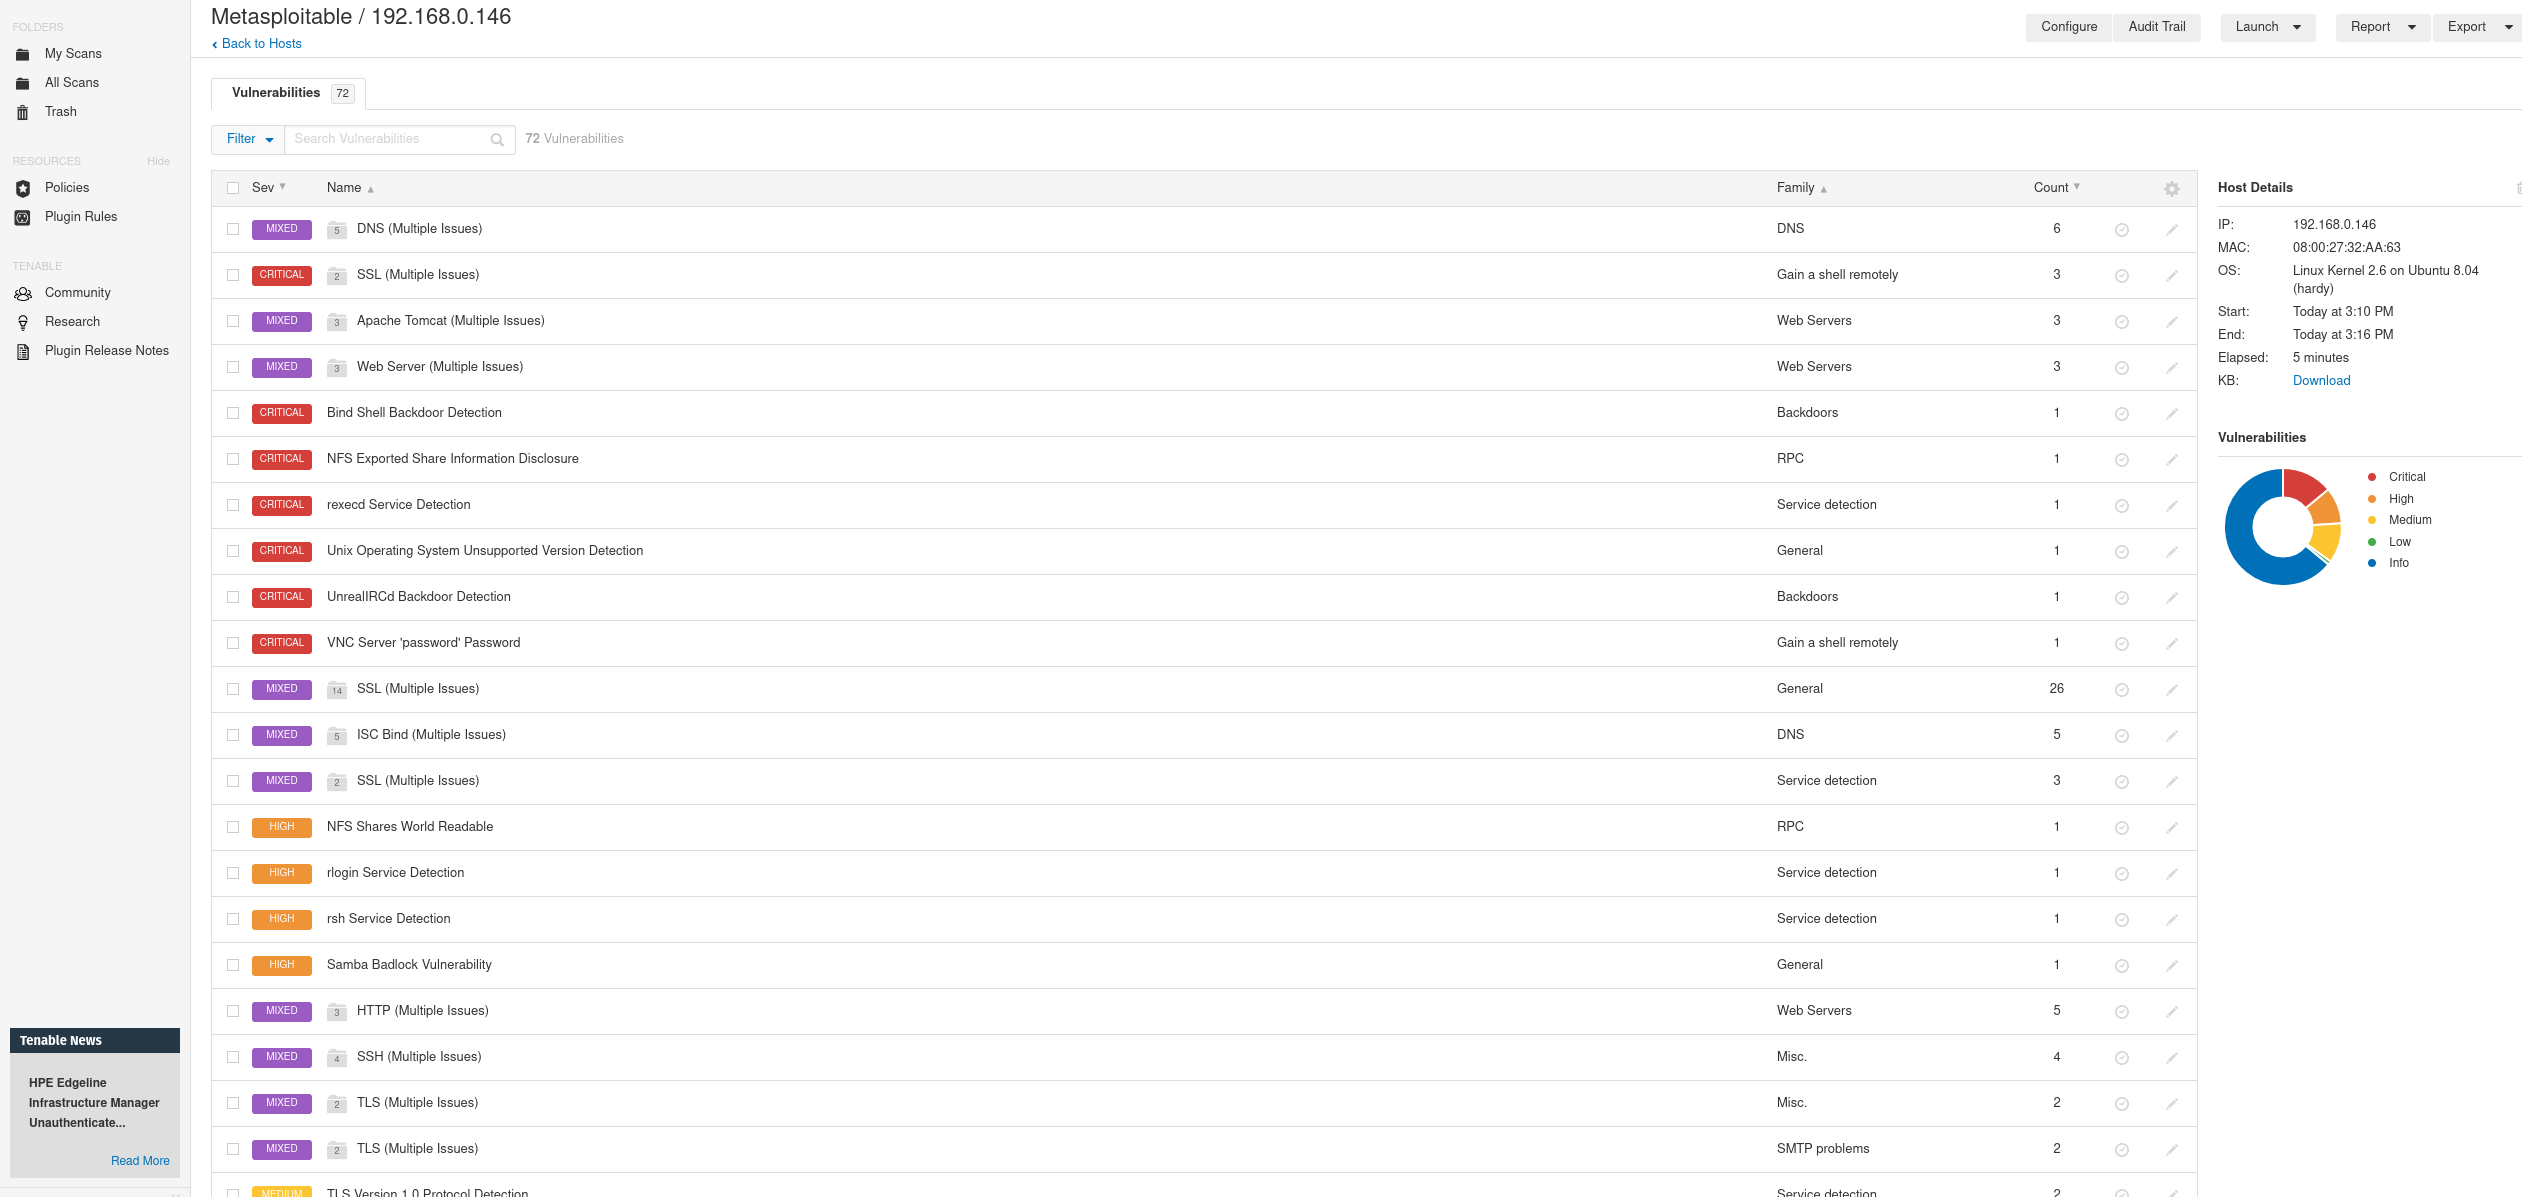 FOLDERS
My Scans
All Scans
Trash
RESOURCES Hide
Policies
Plugin Rules
TENABLE
Community
Research
Plugin Release Notes
Tenable News
HPE Edgeline
Infrastructure Manager
Unauthenticate...
Read More
Metasploitable / 192.168.0.146
Back to Hosts
Configure Audit Trail Launch Report Export
Vulnerabilities 72
Filter Search Vulnerabilities 72 Vulnerabilities
Sev Name Family Count
MIXED 5 DNS (Multiple Issues) DNS 6
CRITICAL 2 SSL (Multiple Issues) Gain a shell remotely 3
MIXED 3 Apache Tomcat (Multiple Issues) Web Servers 3
MIXED 3 Web Server (Multiple Issues) Web Servers 3
CRITICAL Bind Shell Backdoor Detection Backdoors 1
CRITICAL NFS Exported Share Information Disclosure RPC 1
CRITICAL rexecd Service Detection Service detection 1
CRITICAL Unix Operating System Unsupported Version Detection General 1
CRITICAL UnrealIRCd Backdoor Detection Backdoors 1
CRITICAL VNC Server 'password' Password Gain a shell remotely 1
MIXED 14 SSL (Multiple Issues) General 26
MIXED 5 ISC Bind (Multiple Issues) DNS 5
MIXED 2 SSL (Multiple Issues) Service detection 3
HIGH NFS Shares World Readable RPC 1
HIGH rlogin Service Detection Service detection 1
HIGH rsh Service Detection Service detection 1
HIGH Samba Badlock Vulnerability General 1
MIXED 3 HTTP (Multiple Issues) Web Servers 5
MIXED 4 SSH (Multiple Issues) Misc. 4
MIXED 2 TLS (Multiple Issues) Misc. 2
MIXED 2 TLS (Multiple Issues) SMTP problems 2
MEDIUM TLS Version 1.0 Protocol Detection Service detection 2
Host Details
IP: 192.168.0.146
MAC: 08:00:27:32:AA:63
OS: Linux Kernel 2.6 on Ubuntu 8.04
(hardy)
Start: Today at 3:10 PM
End: Today at 3:16 PM
Elapsed: 5 minutes
KB: Download
Vulnerabilities
Critical
High
Medium
Low
Info